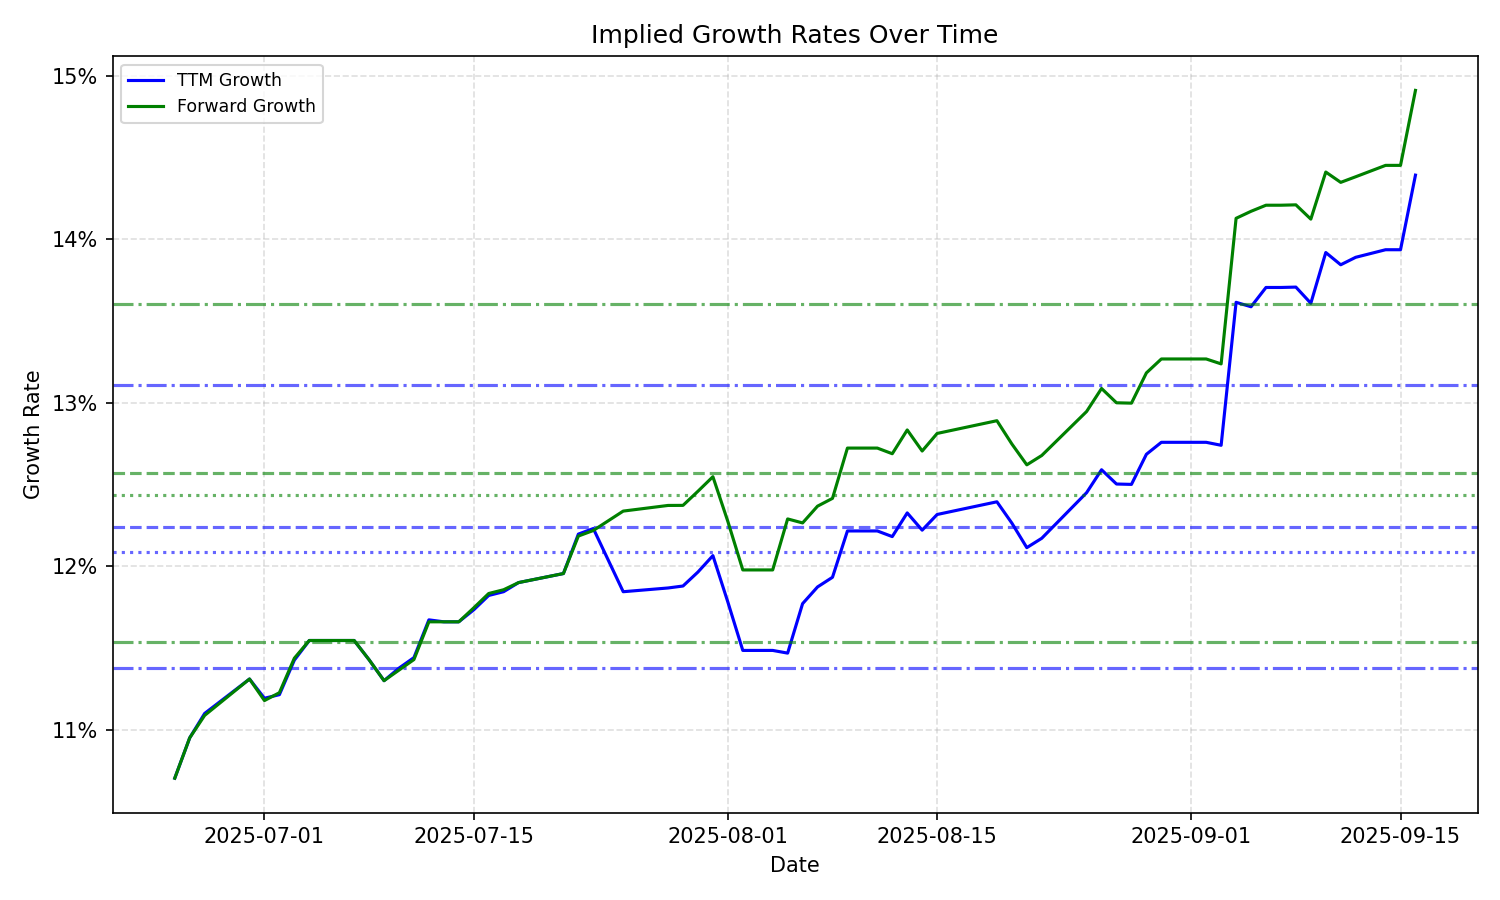 Implied Growth Rates Over Time
TTM Growth
Forward Growth
Growth Rate
15%
14%
13%
12%
11%
2025-07-01
2025-07-15
2025-08-01
2025-08-15
2025-09-01
2025-09-15
Date